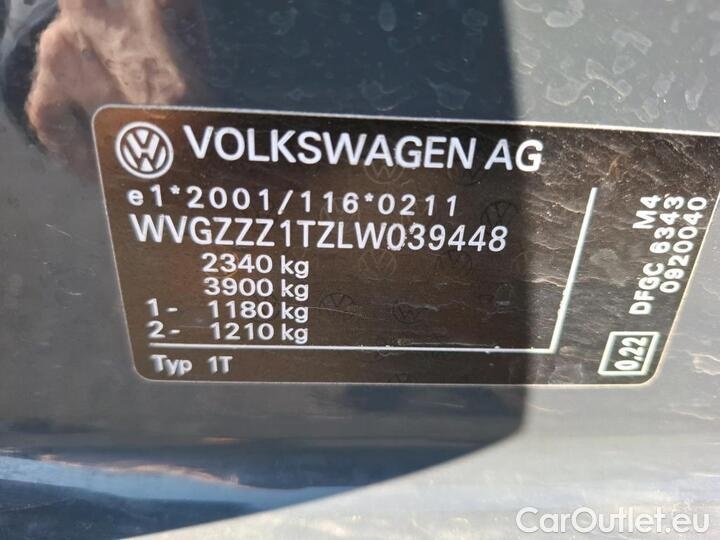 VOLKSWAGEN AG
e1*2001/116*0211
WVGZZZ1TZLW039448
2340 kg
3900 kg
1- 1180 kg
2- 1210 kg
Typ 1T
M4
DFGC 6343
0920040
0.22
CarOutlet.eu